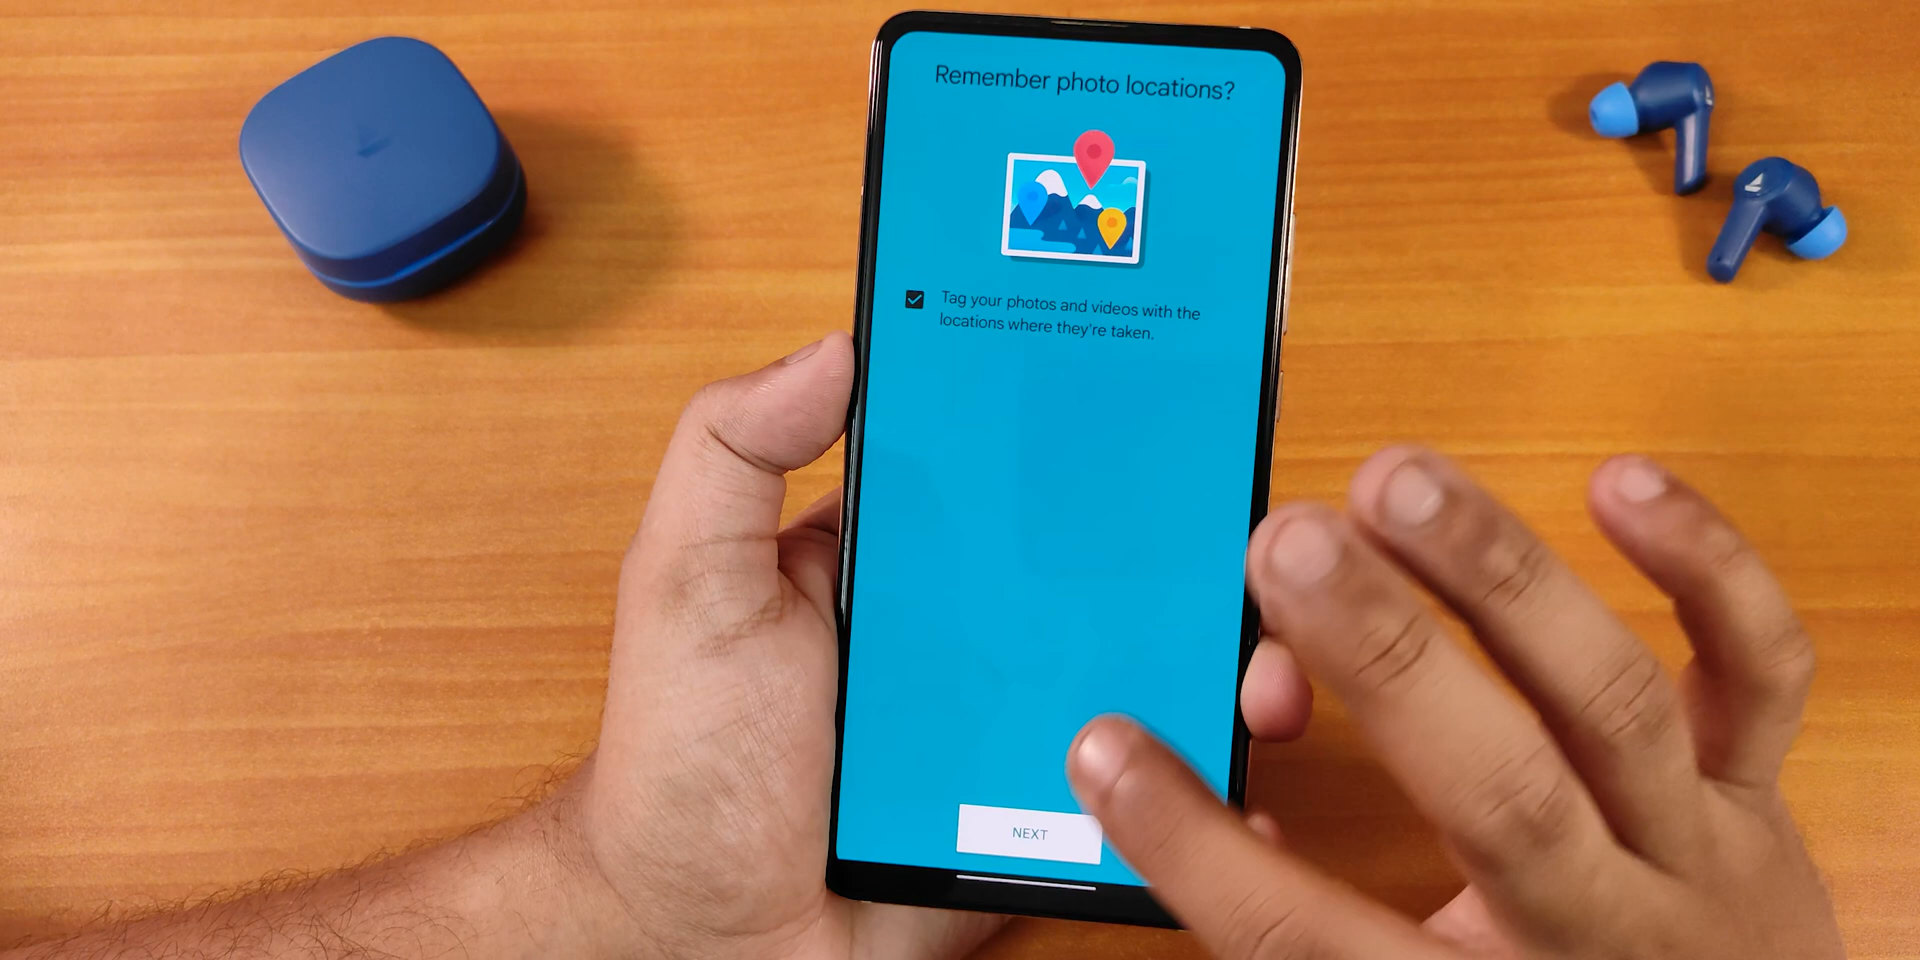 Remember photo locations?
Tag your photos and videos with the
locations where they're taken.
NEXT